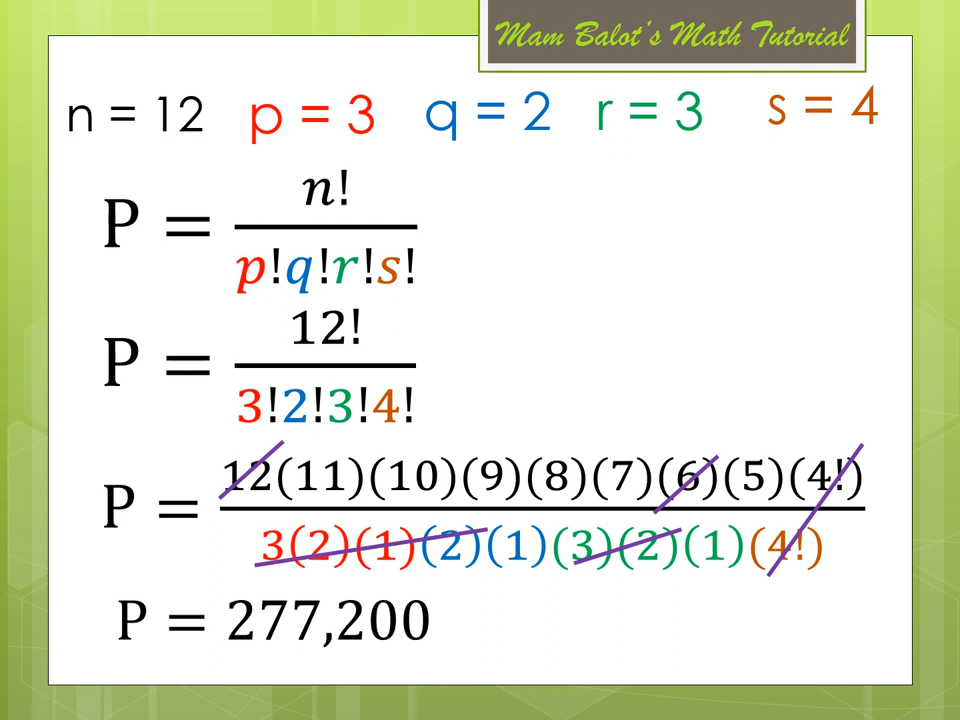 Mam Balot's Math Tutorial
n = 12 p = 3 q = 2 r = 3 s = 4
P = n! / p!q!r!s!
P = 12! / 3!2!3!4!
P = 12(11)(10)(9)(8)(7)(6)(5)(4!) / 3(2)(1)(2)(1)(3)(2)(1)(4!)
P = 277,200